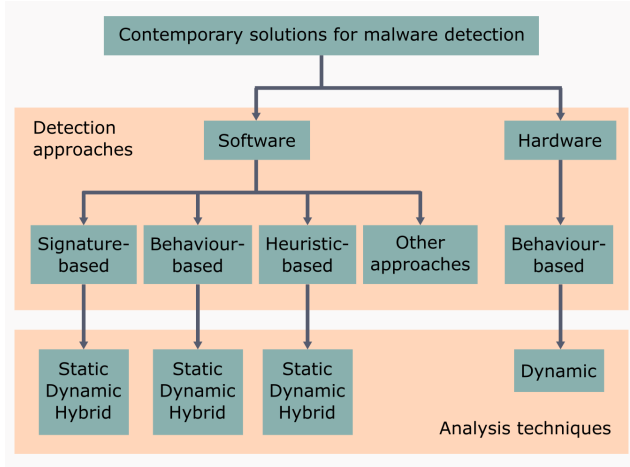 Contemporary solutions for malware detection
Detection
approaches
Software
Hardware
Signature-
based
Behaviour-
based
Heuristic-
based
Other
approaches
Behaviour-
based
Static
Dynamic
Hybrid
Static
Dynamic
Hybrid
Static
Dynamic
Hybrid
Dynamic
Analysis techniques